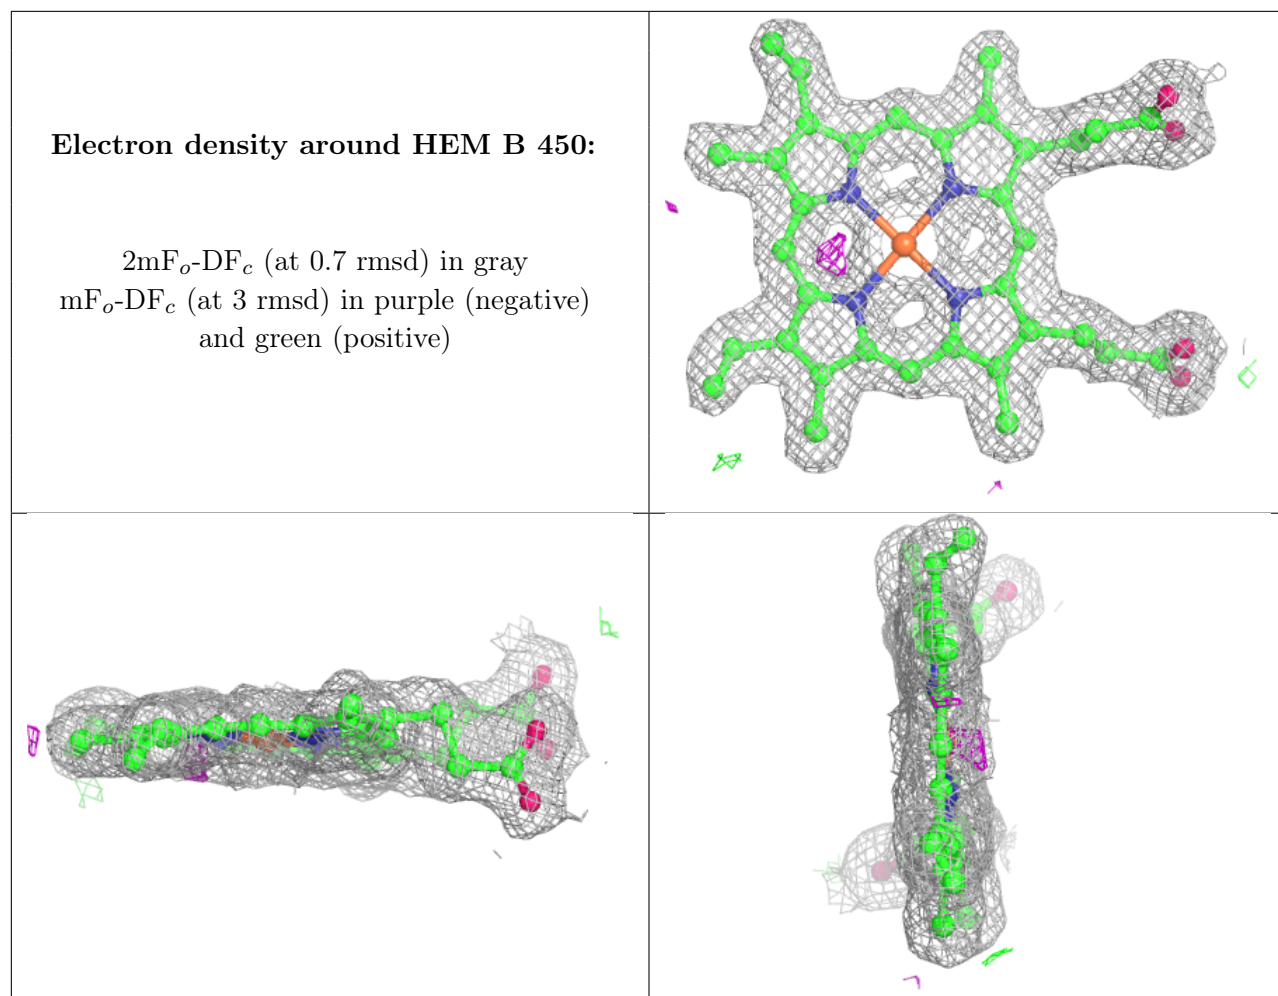 Electron density around HEM B 450:
2mFₒ-DF𝒸 (at 0.7 rmsd) in gray
mFₒ-DF𝒸 (at 3 rmsd) in purple (negative)
and green (positive)